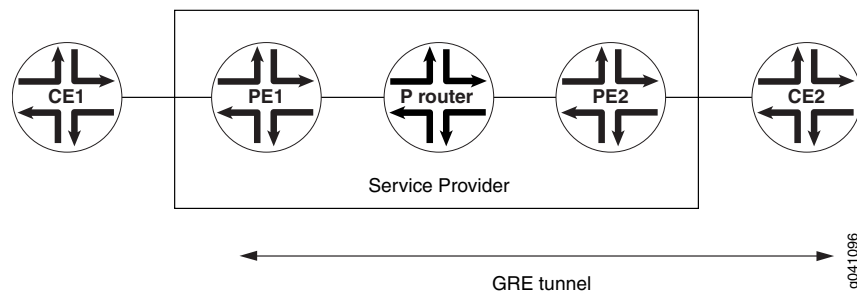 CE1
PE1
P router
PE2
CE2
Service Provider
GRE tunnel
g041096